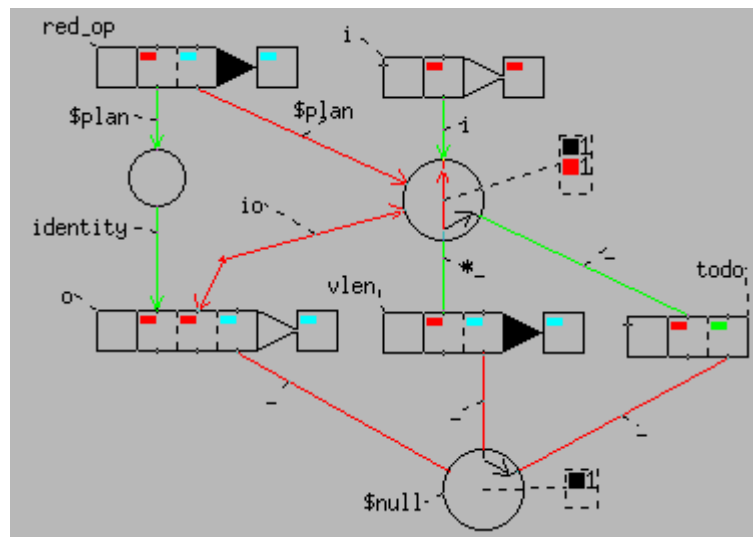 red_op
i
$plan
$plan
i
1
1
io
identity
*_
_
todo
o
vlen
_
_
_
$null
1